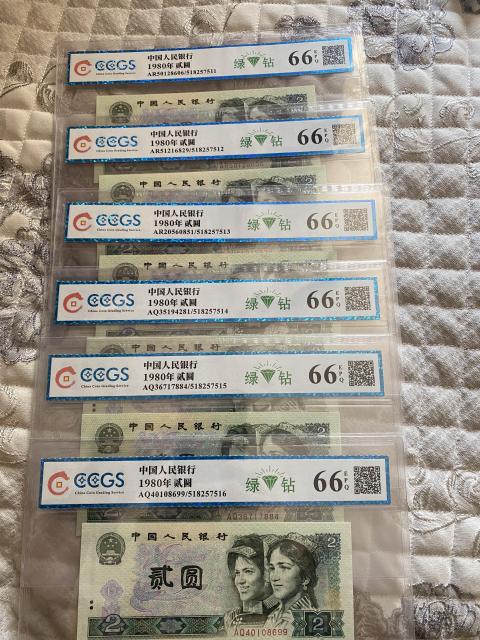 CCGS
China Coin Grading Service
中国人民银行
1980年 贰圆
AR50128606/518257511
绿 钻
66 EPQ
中国人民银行
2
CCGS
China Coin Grading Service
中国人民银行
1980年 贰圆
AR51216829/518257512
绿 钻
66 EPQ
中国人民银行
2
CCGS
China Coin Grading Service
中国人民银行
1980年 贰圆
AR20560851/518257513
绿 钻
66 EPQ
中国人民银行
CCGS
China Coin Grading Service
中国人民银行
1980年 贰圆
AQ35194281/518257514
绿 钻
66 EPQ
中国人民银行
CCGS
China Coin Grading Service
中国人民银行
1980年 贰圆
AQ36717884/518257515
绿 钻
66 EPQ
中国人民银行
CCGS
China Coin Grading Service
中国人民银行
1980年 贰圆
AQ40108699/518257516
绿 钻
66 EPQ
AQ36717884
中国人民银行
2
贰圆
AQ40108699
2
2